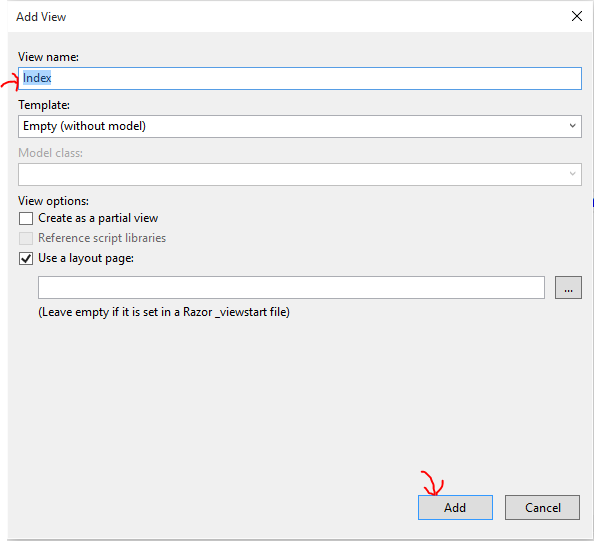 Add View
View name:
Index
Template:
Empty (without model)
Model class:
View options:
Create as a partial view
Reference script libraries
Use a layout page:
...
(Leave empty if it is set in a Razor _viewstart file)
Add Cancel